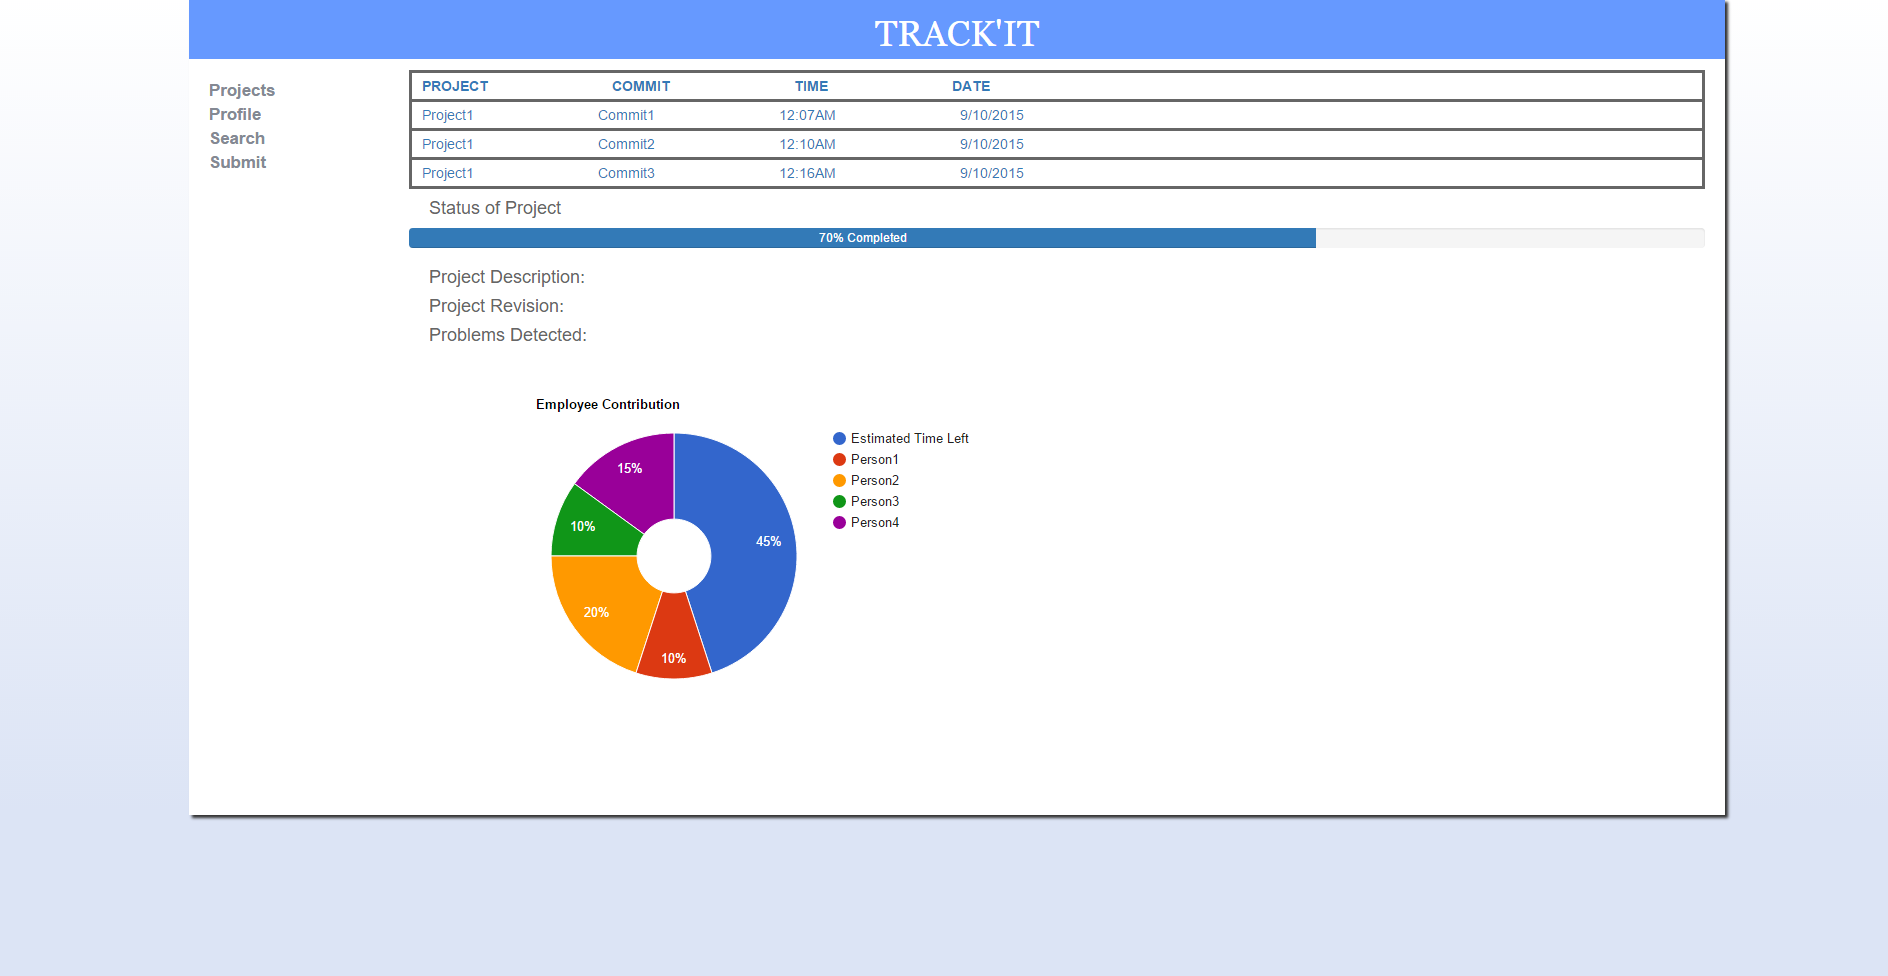 TRACK'IT
Projects
Profile
Search
Submit
PROJECT COMMIT TIME DATE
Project1 Commit1 12:07AM 9/10/2015
Project1 Commit2 12:10AM 9/10/2015
Project1 Commit3 12:16AM 9/10/2015
Status of Project
70% Completed
Project Description:
Project Revision:
Problems Detected:
Employee Contribution
Estimated Time Left
Person1
Person2
Person3
Person4
15%
10%
45%
20%
10%